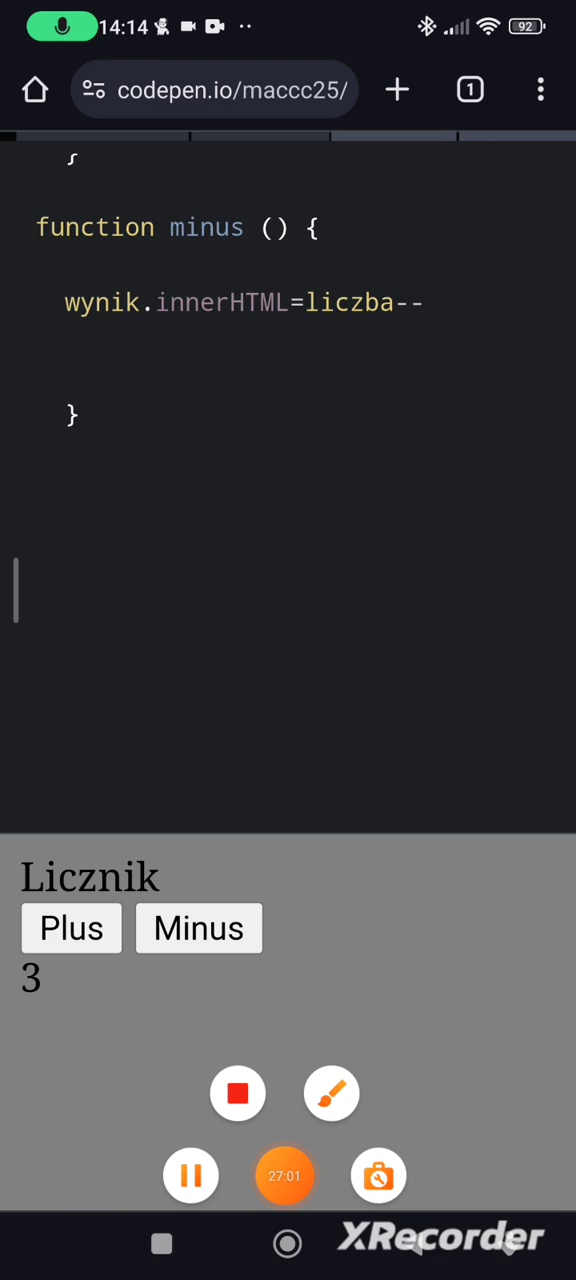 14:14 92
codepen.io/maccc25/ 1
{
function minus () {
wynik.innerHTML=liczba--
}
Licznik
Plus Minus
3
27:01
XRecorder